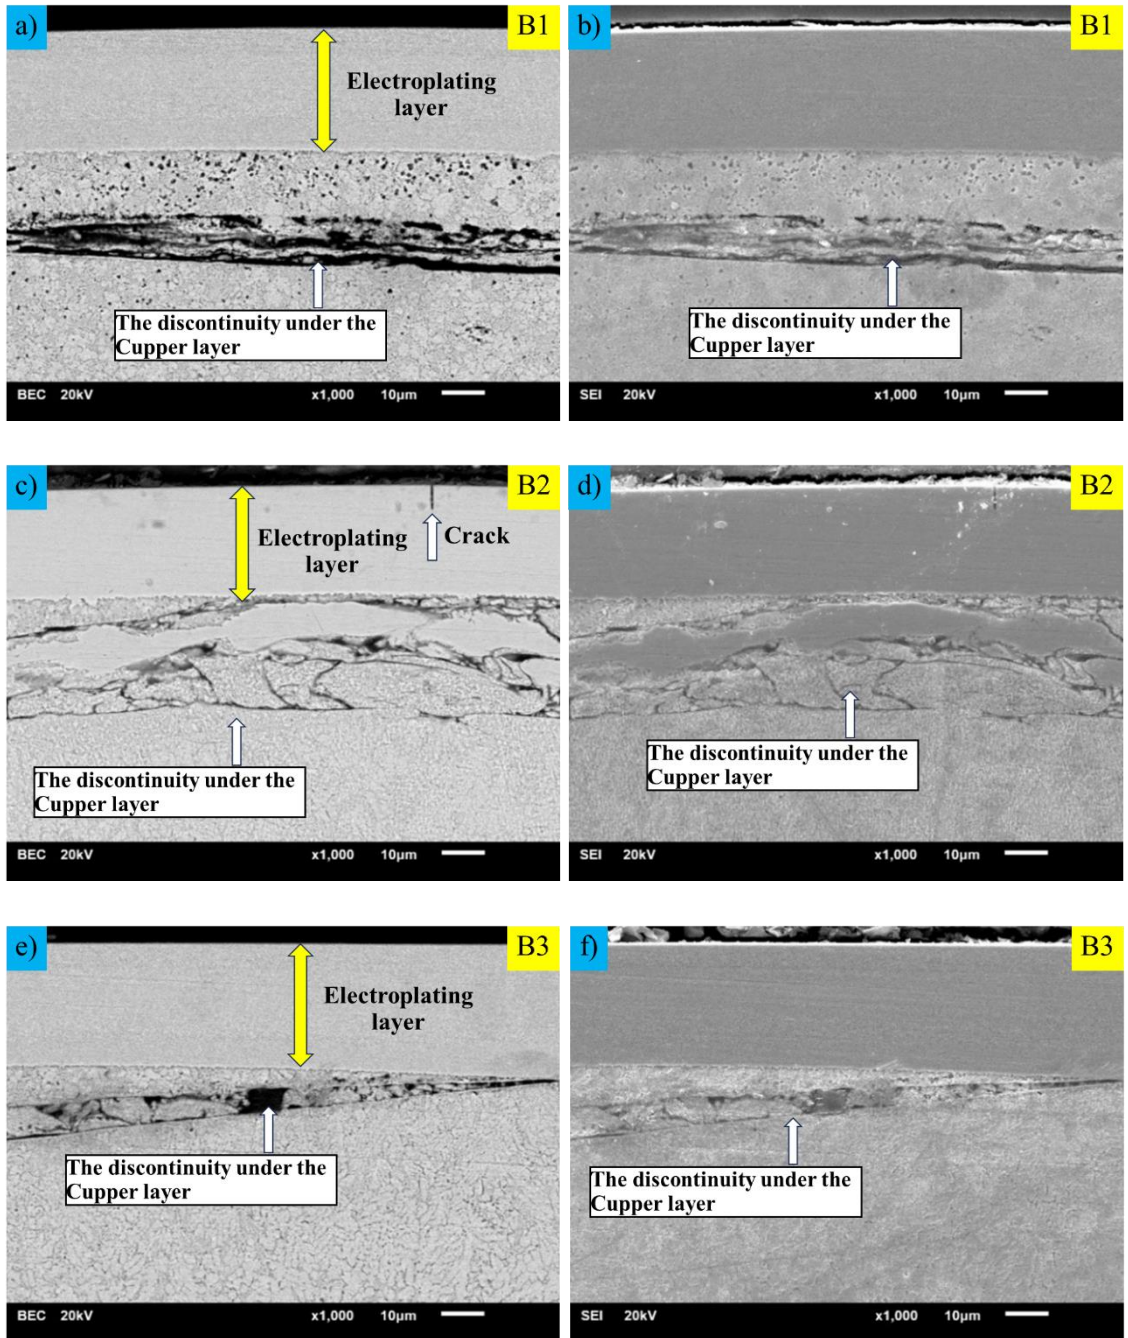 a) B1
Electroplating
layer
The discontinuity under the
Cupper layer
BEC 20kV x1,000 10µm
b) B1
The discontinuity under the
Cupper layer
SEI 20kV x1,000 10µm
c) B2
Electroplating
layer
Crack
The discontinuity under the
Cupper layer
BEC 20kV x1,000 10µm
d) B2
The discontinuity under the
Cupper layer
SEI 20kV x1,000 10µm
e) B3
Electroplating
layer
The discontinuity under the
Cupper layer
BEC 20kV x1,000 10µm
f) B3
The discontinuity under the
Cupper layer
SEI 20kV x1,000 10µm